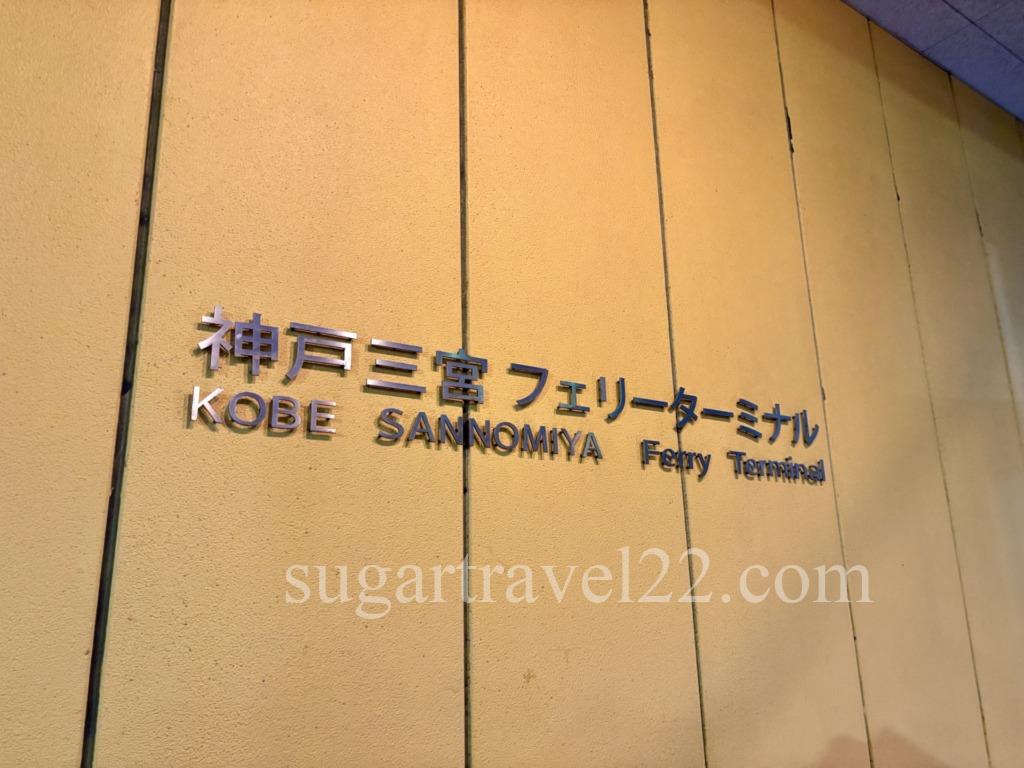 神戸三宮 フェリーターミナル
KOBE SANNOMIYA Ferry Terminal
sugartravel22.com